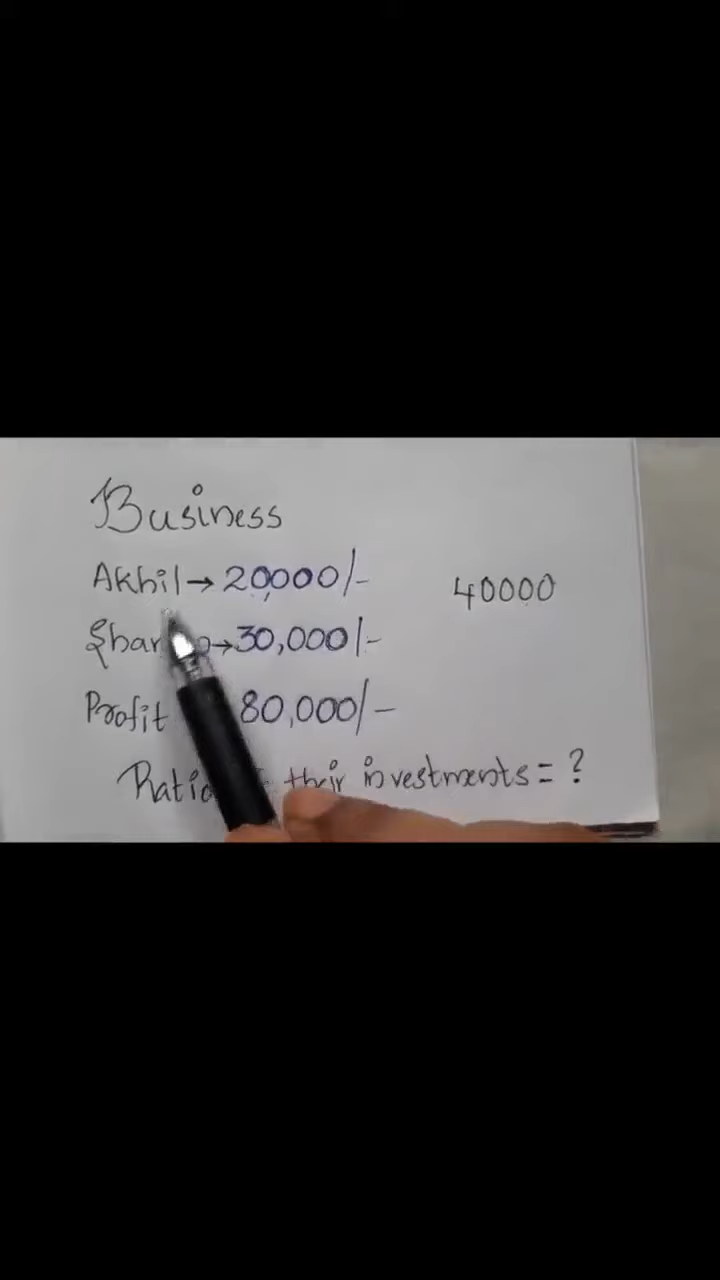 Business
Akhil → 20,000/-
40000
→ 30,000/-
Profit 80,000/-
their investments = ?